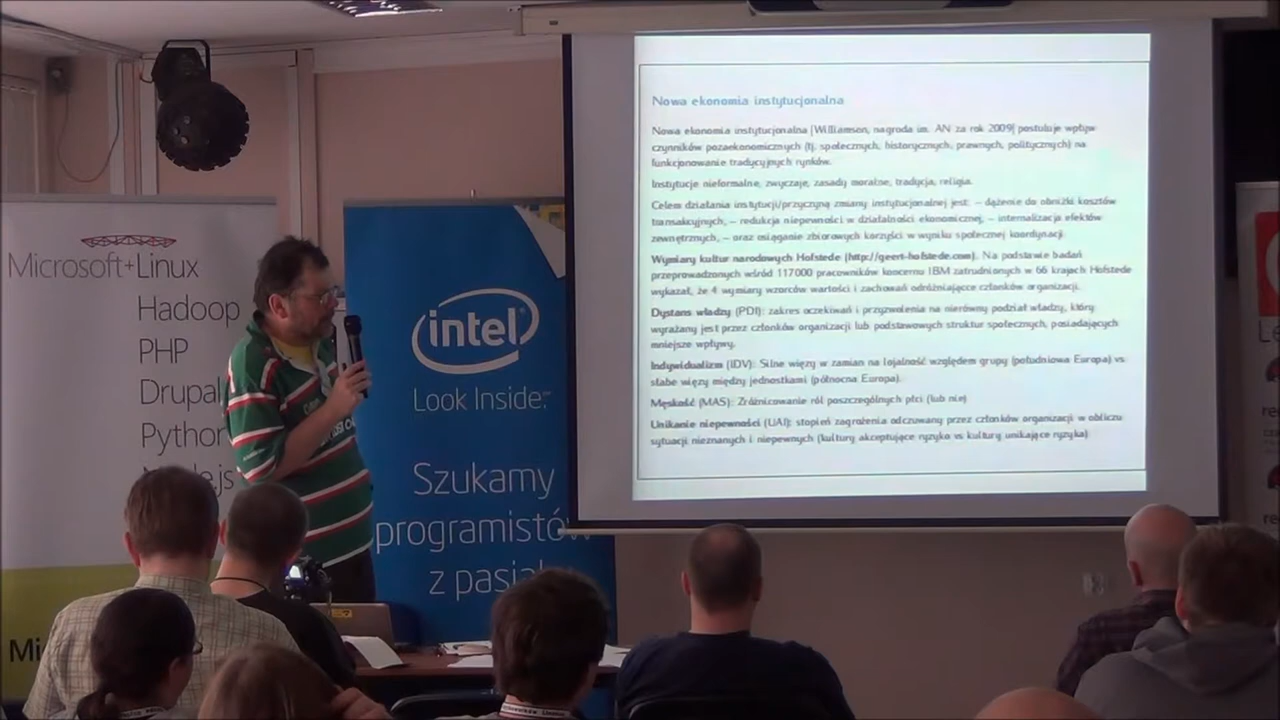 Nowa ekonomia instytucjonalna
Nowa ekonomia instytucjonalna [Williamson, nagroda im. AN za rok 2009] postuluje wpływ
czynników pozaekonomicznych (tj. społecznych, historycznych, prawnych, politycznych) na
funkcjonowanie tradycyjnych rynków.
Instytucje nieformalne, zwyczaje, zasady moralne, tradycja, religia.
Celem działania instytucji/przyczyną zmiany instytucjonalnej jest: – dążenie do obniżki kosztów
transakcyjnych, – redukcja niepewności w działalności ekonomicznej, – internalizacja efektów
zewnętrznych, – oraz osiąganie zbiorowych korzyści w wyniku społecznej koordynacji.
Wymiary kultur narodowych Hofstede (http://geert-hofstede.com). Na podstawie badań
przeprowadzonych wśród 117000 pracowników koncernu IBM zatrudnionych w 66 krajach Hofstede
wykazał, że 4 wymiary wzorców wartości i zachowań odróżniające członków organizacji.
Dystans władzy (PDI): zakres oczekiwań i przyzwolenia na nierówny podział władzy, który
wyrażany jest przez członków organizacji lub podstawowych struktur społecznych, posiadających
mniejsze wpływy.
Indywidualizm (IDV): Silne więzy w zamian na lojalność względem grupy (południowa Europa) vs
słabe więzy między jednostkami (północna Europa).
Męskość (MAS): Zróżnicowanie ról poszczególnych płci (lub nie)
Unikanie niepewności (UAI): stopień zagrożenia odczuwany przez członków organizacji w obliczu
sytuacji nieznanych i niepewnych (kultury akceptujące ryzyko vs kulturą unikające ryzyka)
Microsoft+Linux
Hadoop
PHP
Drupal
Python
Mi
intel
Look Inside.™
Szukamy
programistów
z pasją